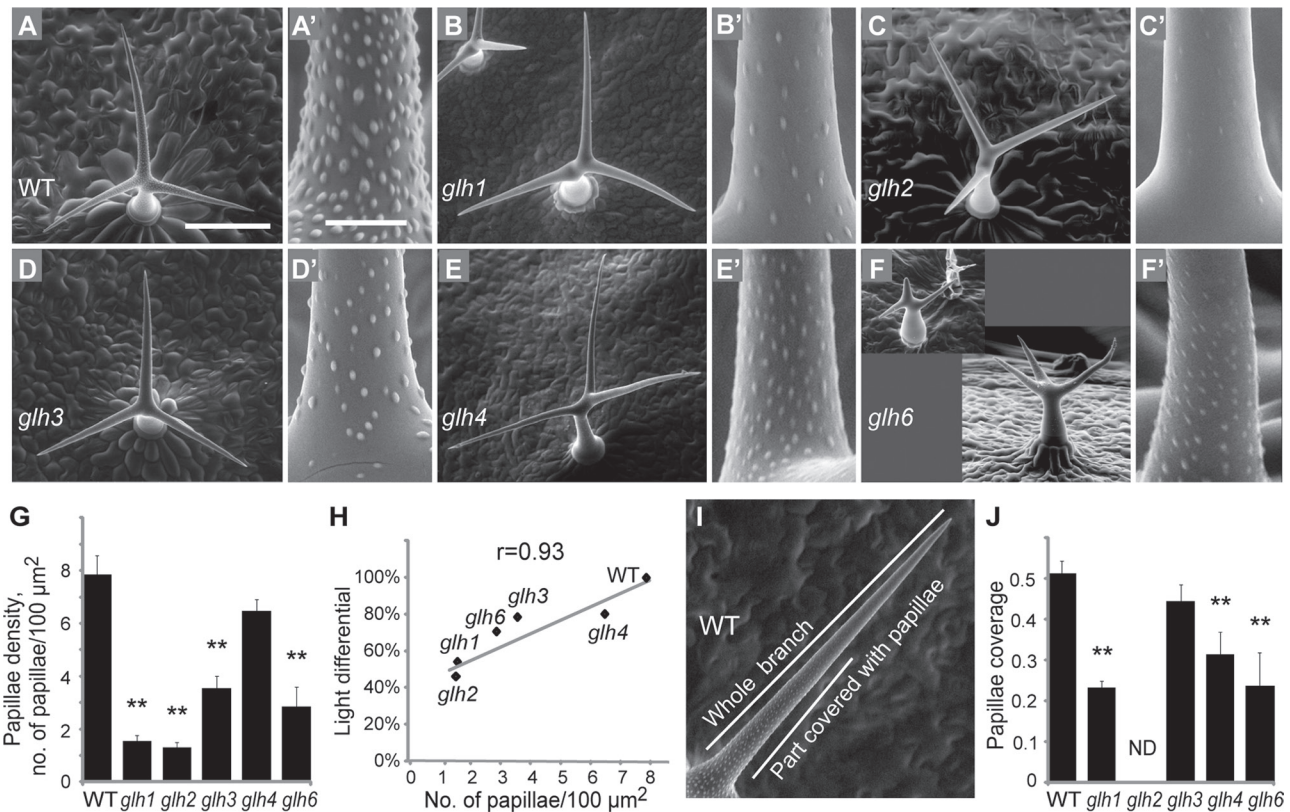 A
WT
A'
B
glh1
B'
C
glh2
C'
D
glh3
D'
E
glh4
E'
F
glh6
F'
G
Papillae density,
no. of papillae/100 µm²
8
6
4
2
0
**
**
**
**
WT glh1 glh2 glh3 glh4 glh6
H
r=0.93
Light differential
100%
80%
60%
40%
20%
0%
WT
glh3
glh6
glh4
glh1
glh2
0 1 2 3 4 5 6 7 8
No. of papillae/100 µm²
I
WT
Whole branch
Part covered with papillae
J
Papillae coverage
0.5
0.4
0.3
0.2
0.1
0
**
ND
**
**
WT glh1 glh2 glh3 glh4 glh6